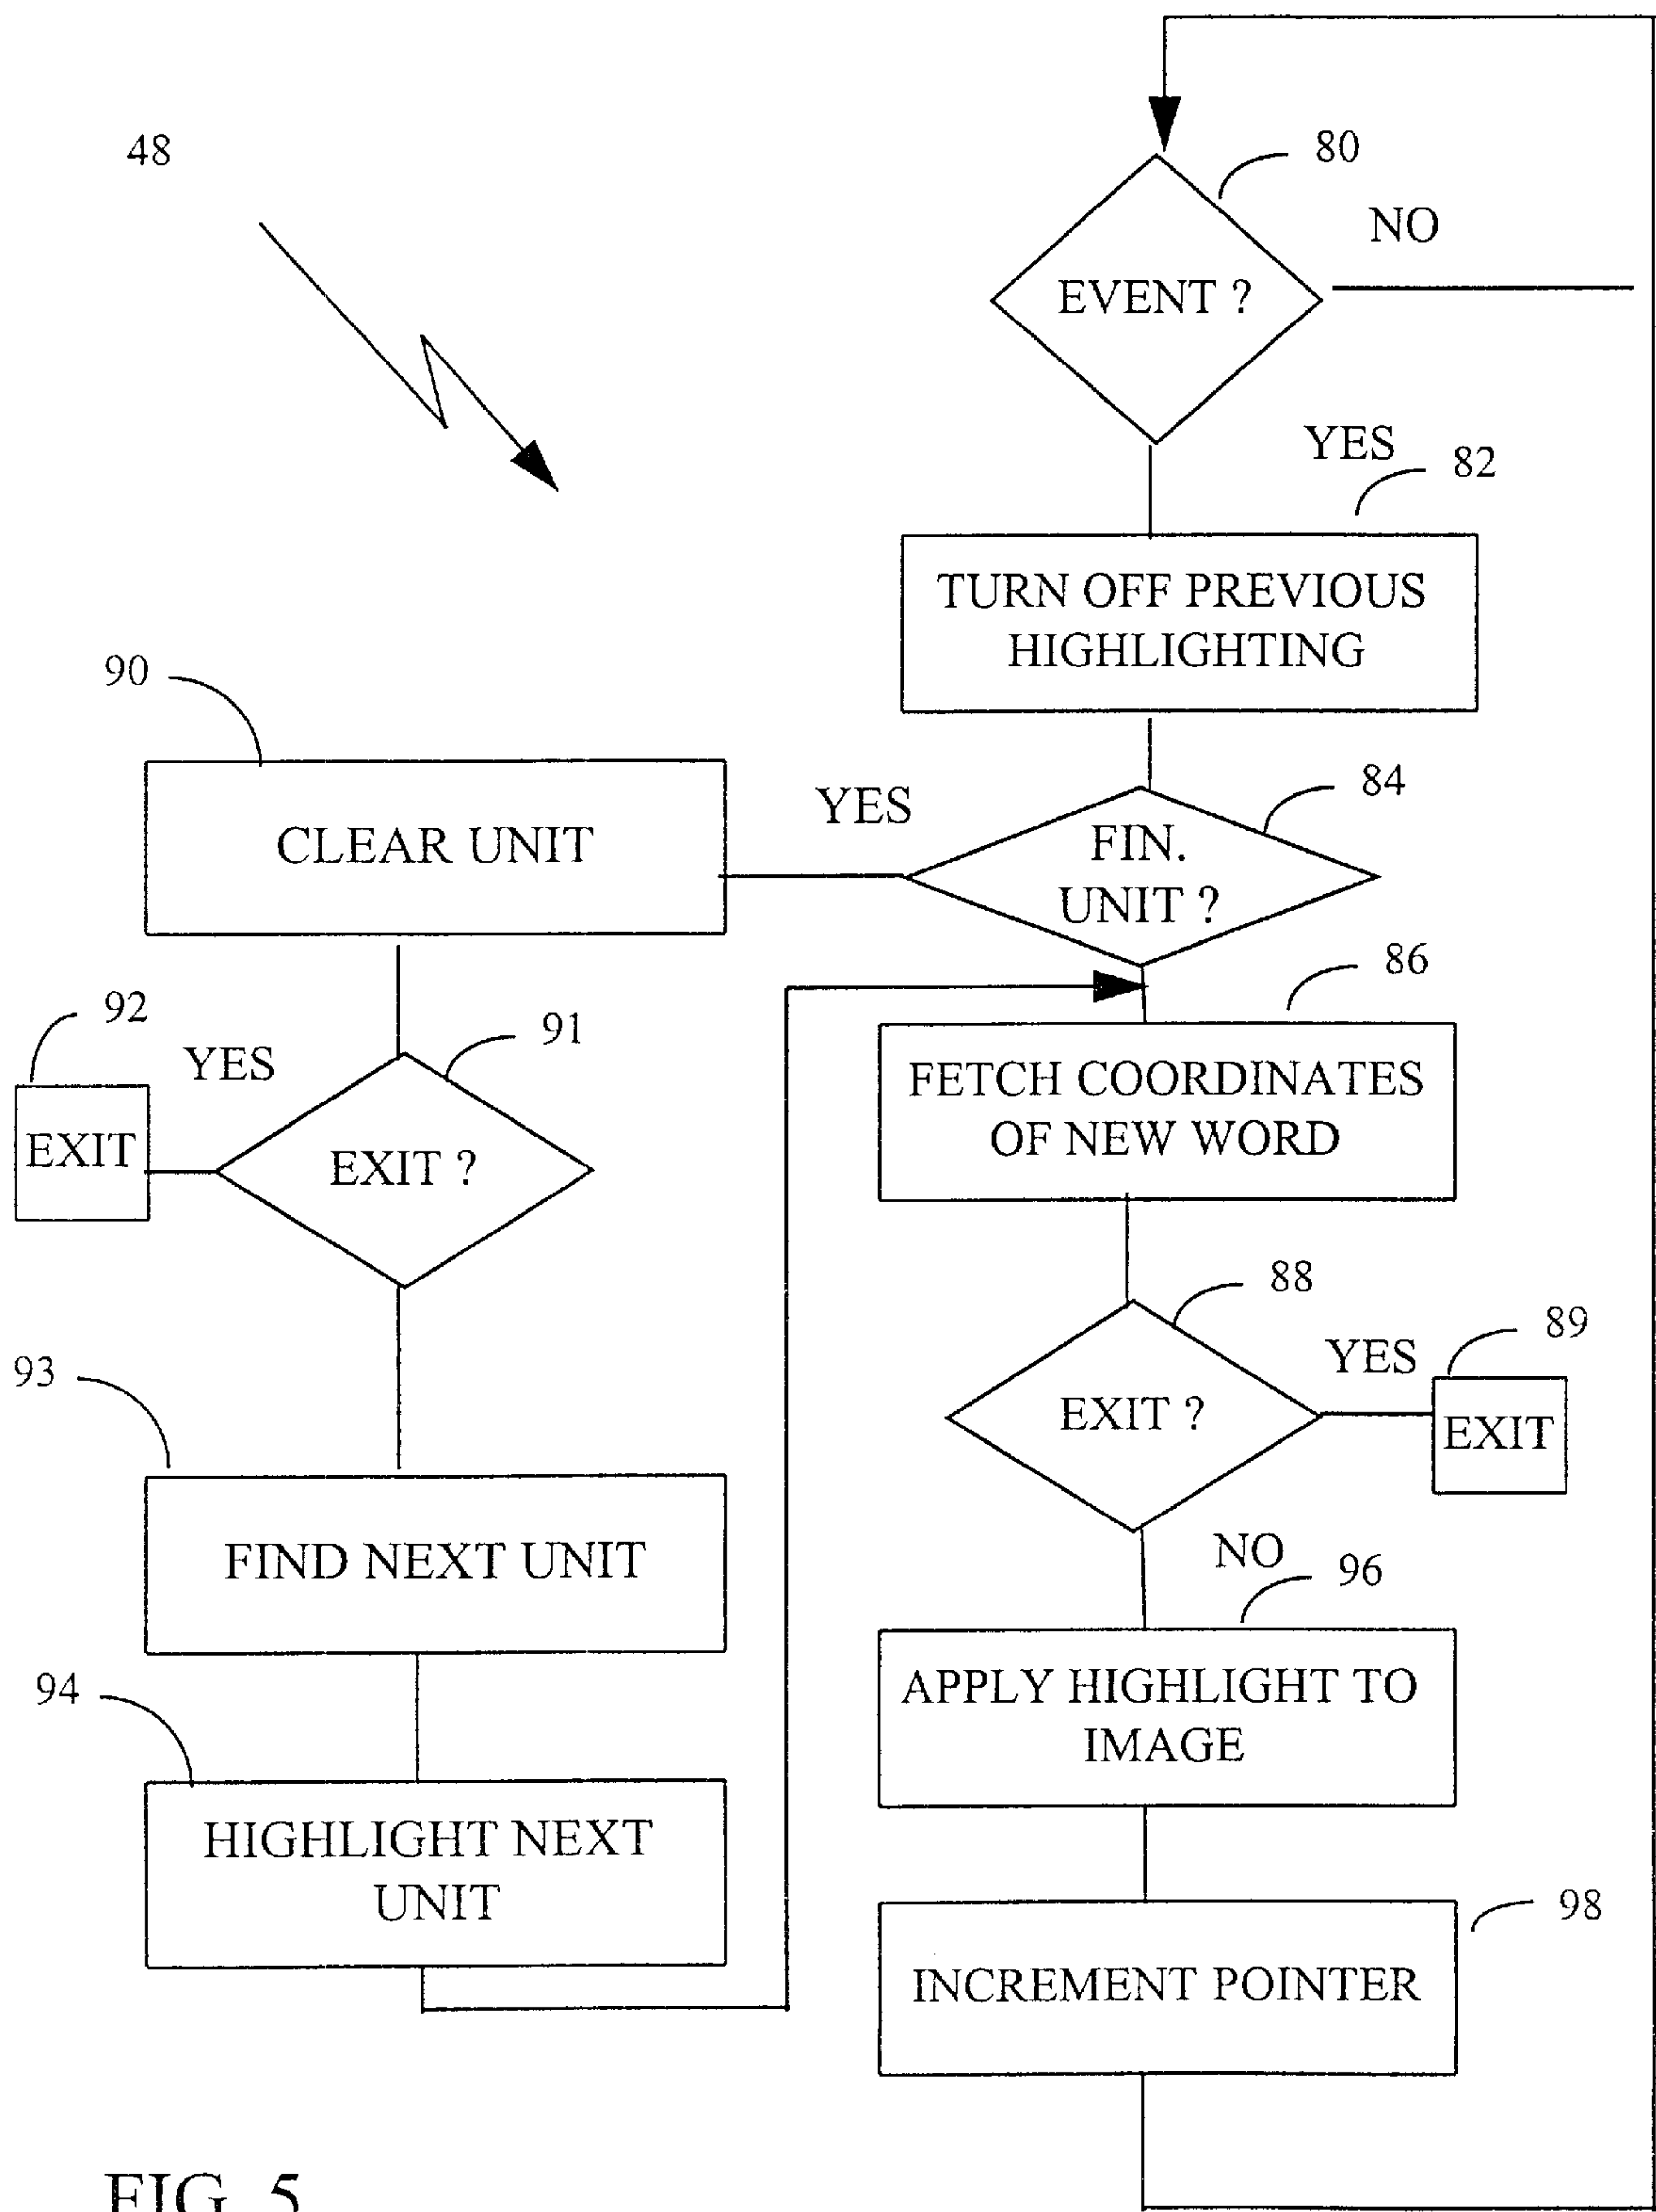 48
80
NO
EVENT ?
YES
82
TURN OFF PREVIOUS
HIGHLIGHTING
90
CLEAR UNIT
YES
84
FIN.
UNIT ?
86
FETCH COORDINATES
OF NEW WORD
92
YES
91
EXIT
EXIT ?
88
EXIT ?
YES
89
EXIT
93
FIND NEXT UNIT
NO
96
APPLY HIGHLIGHT TO
IMAGE
94
HIGHLIGHT NEXT
UNIT
98
INCREMENT POINTER
FIG. 5